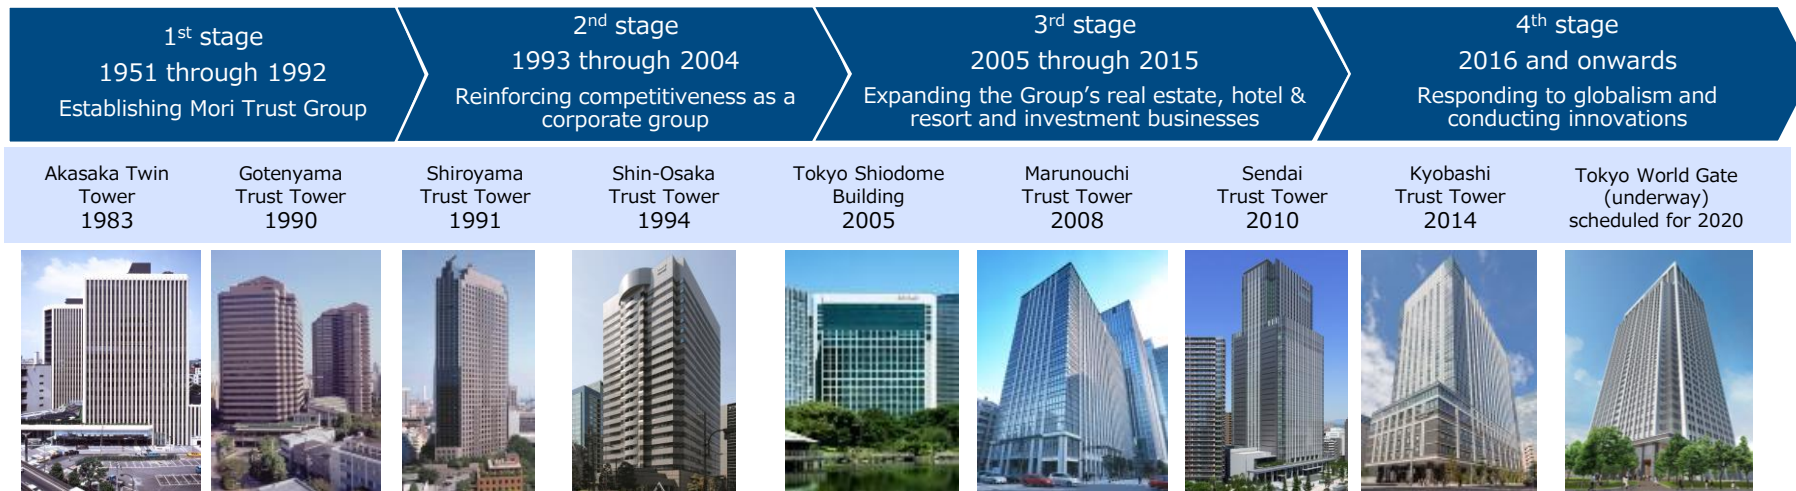 1st stage
1951 through 1992
Establishing Mori Trust Group
2nd stage
1993 through 2004
Reinforcing competitiveness as a
corporate group
3rd stage
2005 through 2015
Expanding the Group's real estate, hotel &
resort and investment businesses
4th stage
2016 and onwards
Responding to globalism and
conducting innovations
Akasaka Twin
Tower
1983
Gotenyama
Trust Tower
1990
Shiroyama
Trust Tower
1991
Shin-Osaka
Trust Tower
1994
Tokyo Shiodome
Building
2005
Marunouchi
Trust Tower
2008
Sendai
Trust Tower
2010
Kyobashi
Trust Tower
2014
Tokyo World Gate
(underway)
scheduled for 2020